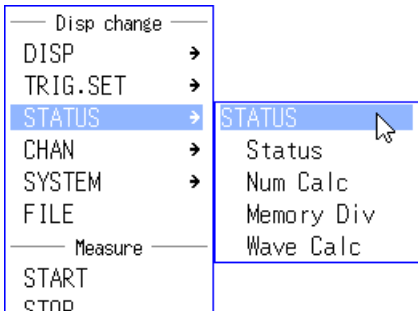 Disp change
DISP
TRIG.SET
STATUS
CHAN
SYSTEM
FILE
Measure
START
STOP
STATUS
Status
Num Calc
Memory Div
Wave Calc